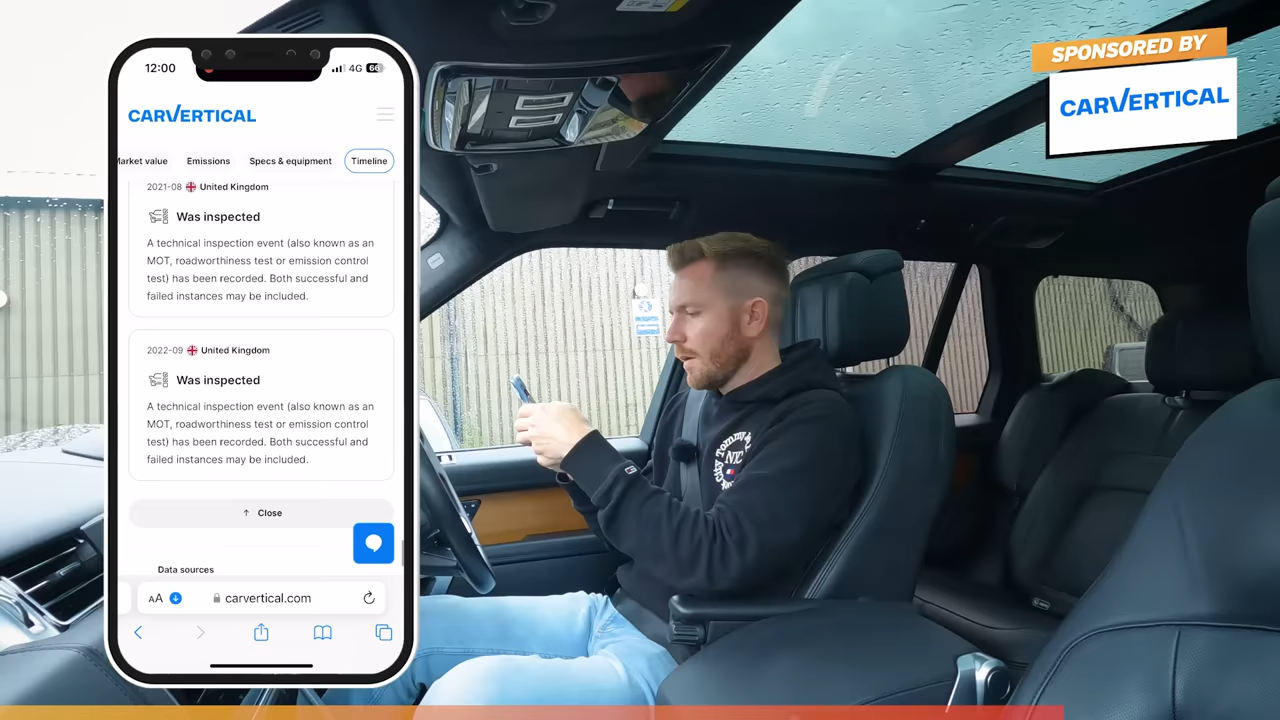 12:00
4G 66
CARVERTICAL
Market value Emissions Specs & equipment Timeline
2021-08 United Kingdom
Was inspected
A technical inspection event (also known as an
MOT, roadworthiness test or emission control
test) has been recorded. Both successful and
failed instances may be included.
2022-09 United Kingdom
Was inspected
A technical inspection event (also known as an
MOT, roadworthiness test or emission control
test) has been recorded. Both successful and
failed instances may be included.
↑ Close
Data sources
AA carvertical.com
SPONSORED BY
CARVERTICAL